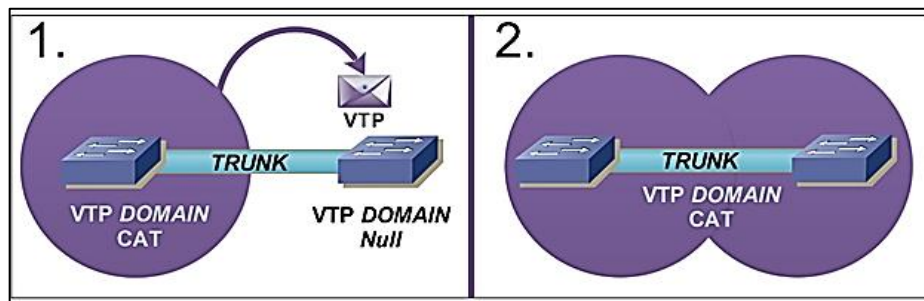 1.
VTP
TRUNK
VTP DOMAIN
CAT
VTP DOMAIN
Null
2.
TRUNK
VTP DOMAIN
CAT